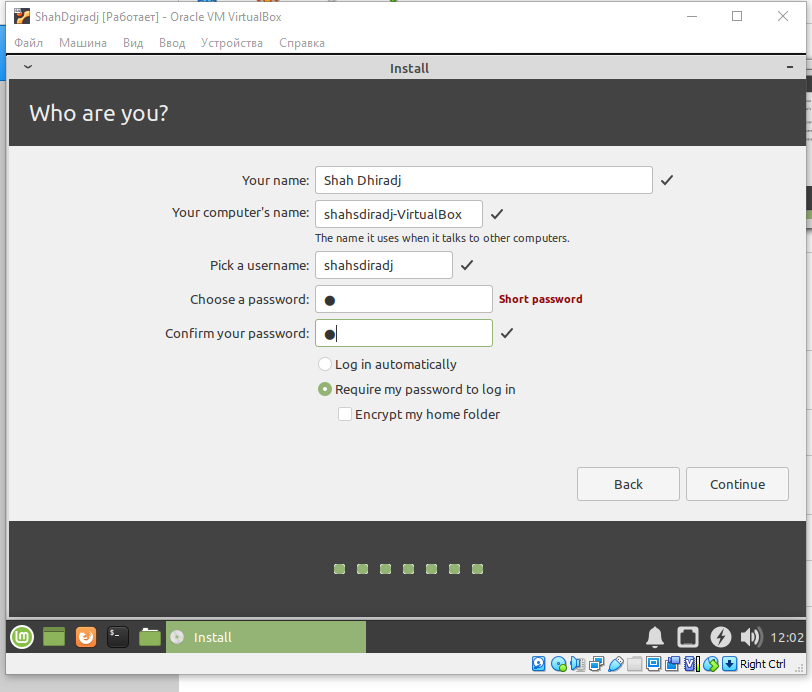 ShahDgiradj [Работает] - Oracle VM VirtualBox
Файл Машина Вид Ввод Устройства Справка
Install
Who are you?
Your name: Shah Dhiradj
Your computer's name: shahsdiradj-VirtualBox
The name it uses when it talks to other computers.
Pick a username: shahsdiradj
Choose a password: ● Short password
Confirm your password: ●
Log in automatically
Require my password to log in
Encrypt my home folder
Back Continue
Install 12:02
Right Ctrl